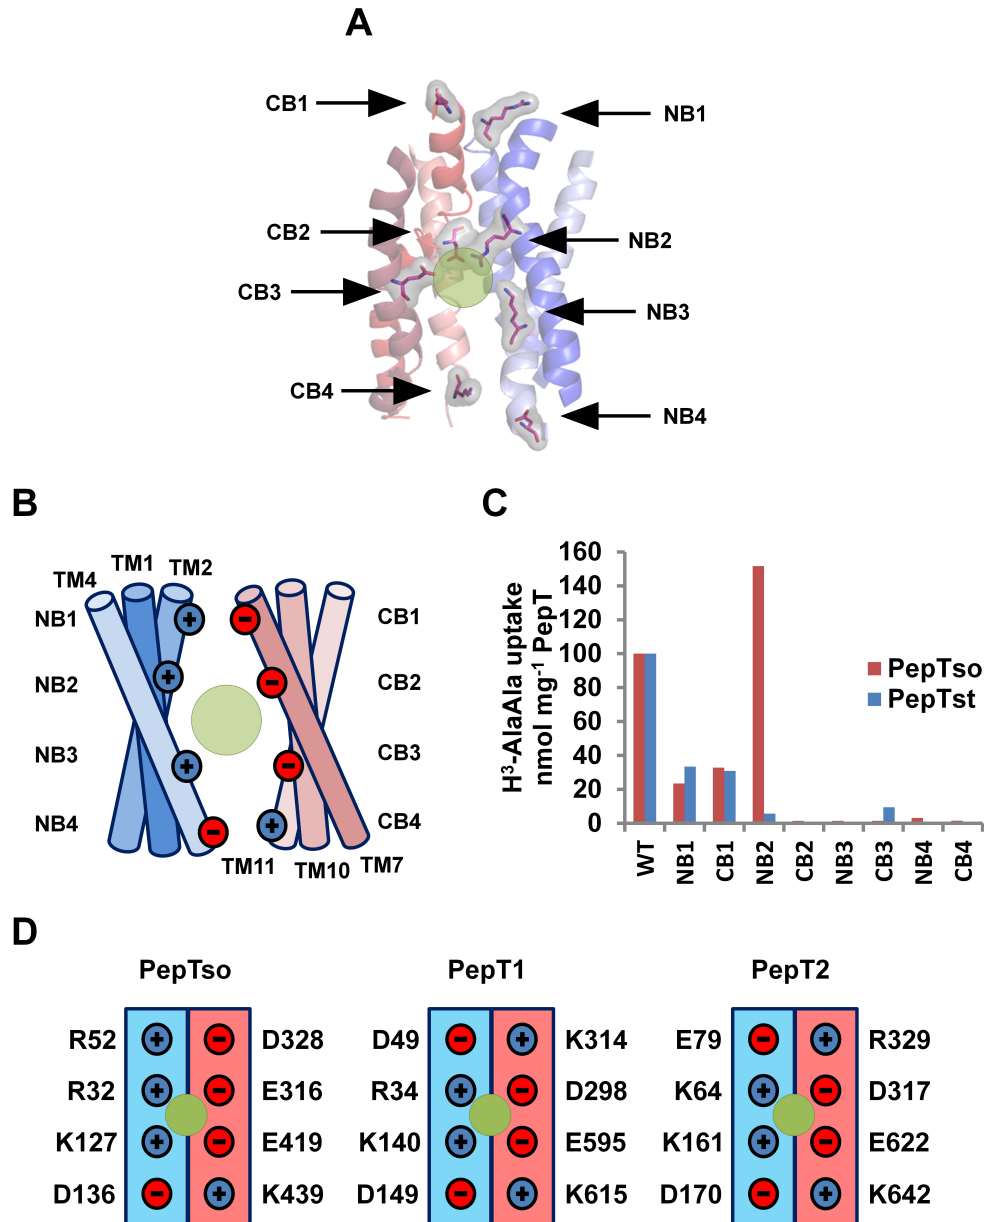 A
CB1
NB1
CB2
NB2
CB3
NB3
CB4
NB4
B
TM4
TM1
TM2
NB1
CB1
NB2
CB2
NB3
CB3
NB4
CB4
TM11
TM10
TM7
C
H³-AlaAla uptake
nmol mg⁻¹ PepT
160
140
120
100
80
60
40
20
0
WT
NB1
CB1
NB2
CB2
NB3
CB3
NB4
CB4
PepTso
PepTst
D
PepTso
PepT1
PepT2
R52 + - D328
D49 - + K314
E79 - + R329
R32 + - E316
R34 + - D298
K64 + - D317
K127 + - E419
K140 + - E595
K161 + - E622
D136 - + K439
D149 - + K615
D170 - + K642